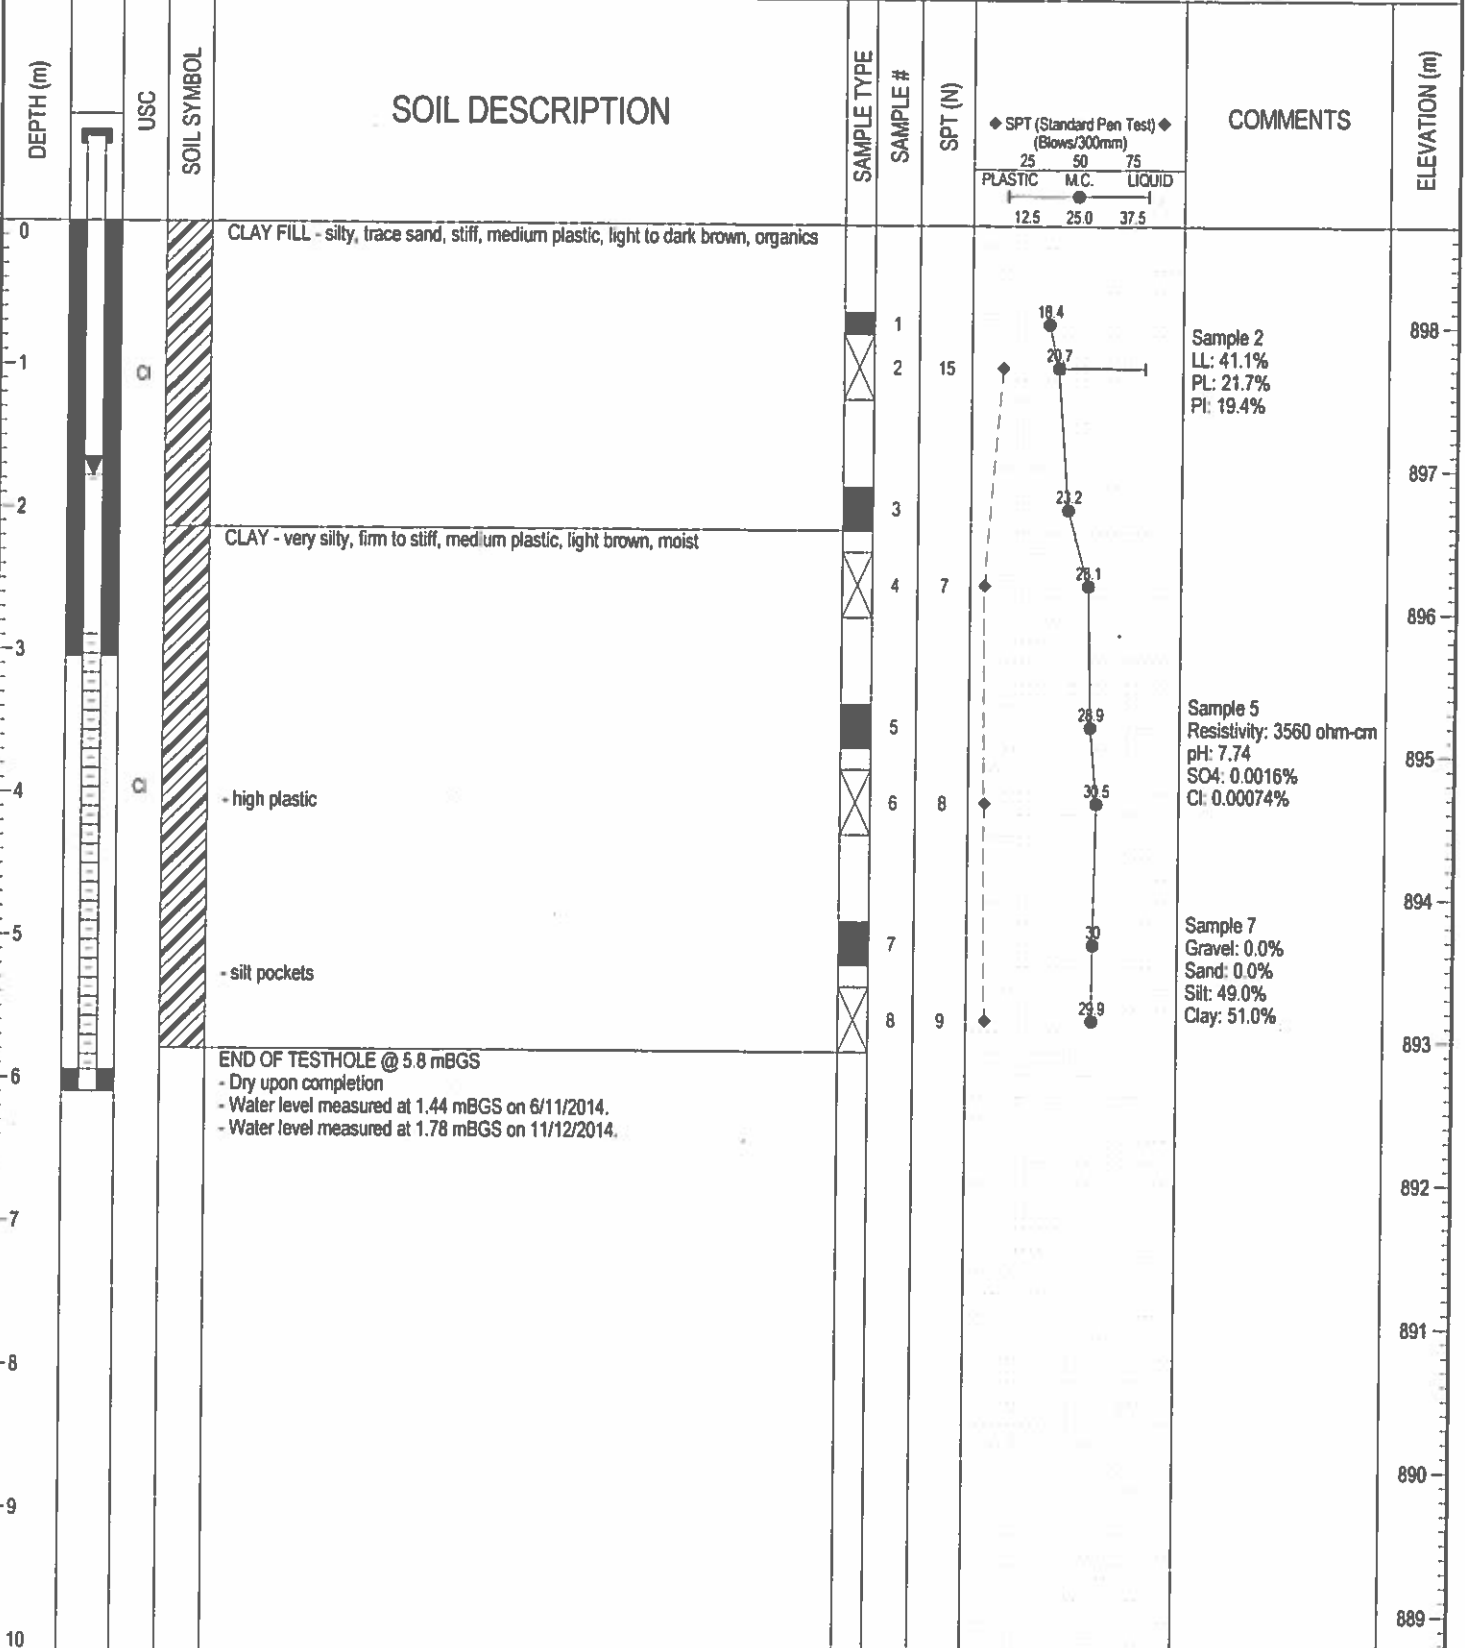 DEPTH (m)
USC
SOIL SYMBOL
SOIL DESCRIPTION
SAMPLE TYPE
SAMPLE #
SPT (N)
◆ SPT (Standard Pen Test) ◆
(Blows/300mm)
25 50 75
PLASTIC M.C. LIQUID
12.5 25.0 37.5
COMMENTS
ELEVATION (m)
0
CLAY FILL - silty, trace sand, stiff, medium plastic, light to dark brown, organics
1
18.4
898
1
CI
2
15
20.7
Sample 2
LL: 41.1%
PL: 21.7%
PI: 19.4%
897
2
3
23.2
CLAY - very silty, firm to stiff, medium plastic, light brown, moist
4
7
28.1
896
3
5
28.9
Sample 5
Resistivity: 3560 ohm-cm
pH: 7.74
SO4: 0.0016%
Cl: 0.00074%
895
4
CI
- high plastic
6
8
30.5
894
5
7
30
Sample 7
Gravel: 0.0%
Sand: 0.0%
Silt: 49.0%
Clay: 51.0%
- silt pockets
8
9
29.9
893
END OF TESTHOLE @ 5.8 mBGS
- Dry upon completion
- Water level measured at 1.44 mBGS on 6/11/2014.
- Water level measured at 1.78 mBGS on 11/12/2014.
6
892
7
891
8
890
9
889
10